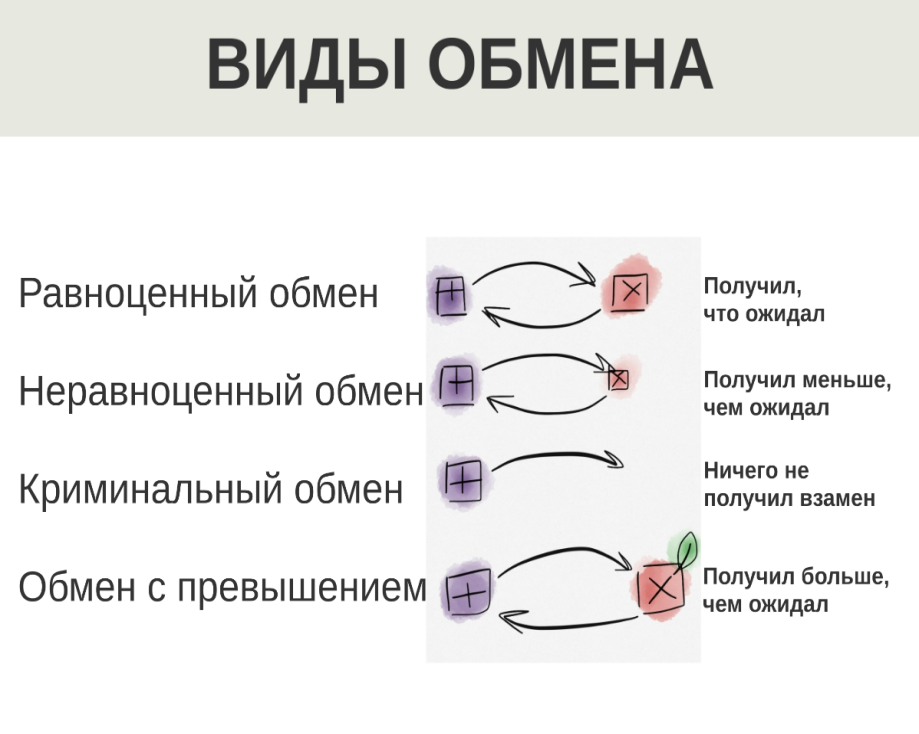 ВИДЫ ОБМЕНА
Равноценный обмен
Получил,
что ожидал
Неравноценный обмен
Получил меньше,
чем ожидал
Криминальный обмен
Ничего не
получил взамен
Обмен с превышением
Получил больше,
чем ожидал